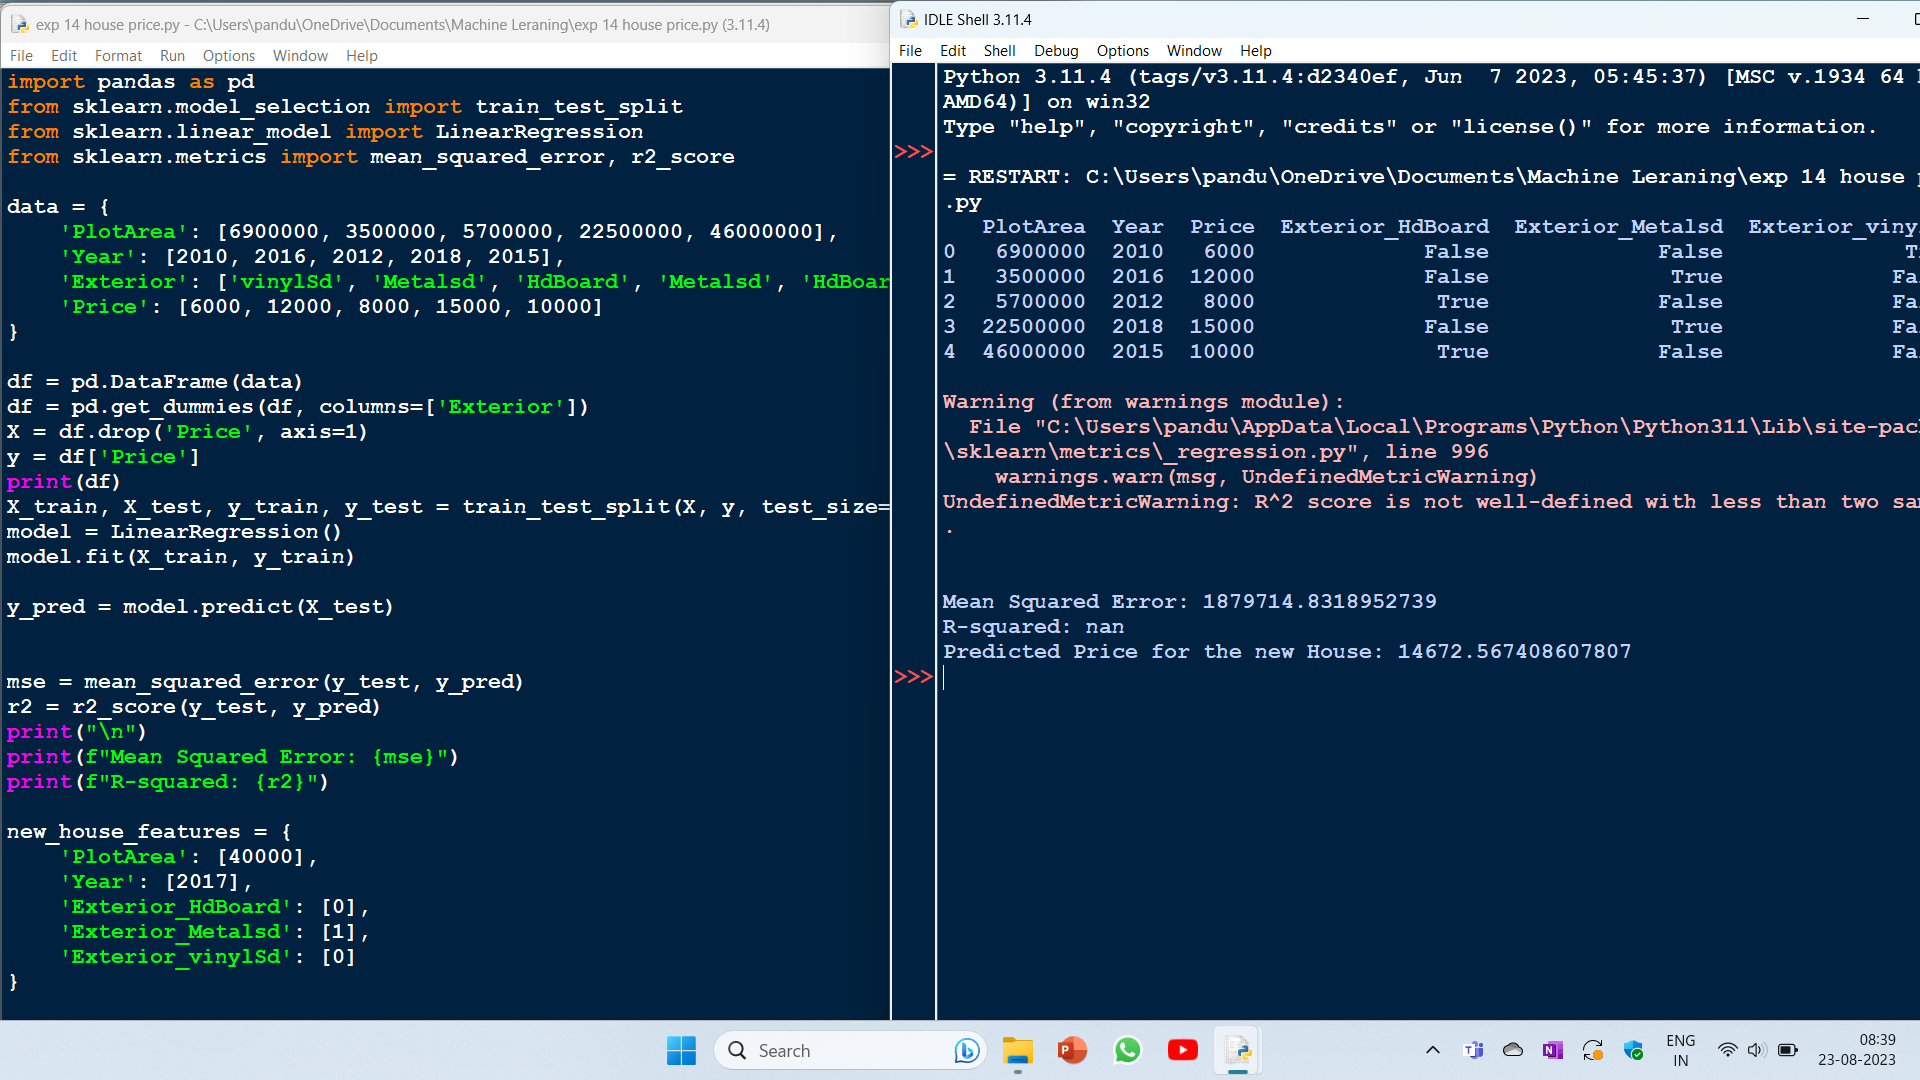 exp 14 house price.py - C:\Users\pandu\OneDrive\Documents\Machine Leraning\exp 14 house price.py (3.11.4)
File Edit Format Run Options Window Help
import pandas as pd
from sklearn.model_selection import train_test_split
from sklearn.linear_model import LinearRegression
from sklearn.metrics import mean_squared_error, r2_score

data = {
    'PlotArea': [6900000, 3500000, 5700000, 22500000, 46000000],
    'Year': [2010, 2016, 2012, 2018, 2015],
    'Exterior': ['vinylSd', 'Metalsd', 'HdBoard', 'Metalsd', 'HdBoar
    'Price': [6000, 12000, 8000, 15000, 10000]
}

df = pd.DataFrame(data)
df = pd.get_dummies(df, columns=['Exterior'])
X = df.drop('Price', axis=1)
y = df['Price']
print(df)
X_train, X_test, y_train, y_test = train_test_split(X, y, test_size=
model = LinearRegression()
model.fit(X_train, y_train)

y_pred = model.predict(X_test)

mse = mean_squared_error(y_test, y_pred)
r2 = r2_score(y_test, y_pred)
print("\n")
print(f"Mean Squared Error: {mse}")
print(f"R-squared: {r2}")

new_house_features = {
    'PlotArea': [40000],
    'Year': [2017],
    'Exterior_HdBoard': [0],
    'Exterior_Metalsd': [1],
    'Exterior_vinylSd': [0]
}
IDLE Shell 3.11.4
File Edit Shell Debug Options Window Help
Python 3.11.4 (tags/v3.11.4:d2340ef, Jun  7 2023, 05:45:37) [MSC v.1934 64
AMD64)] on win32
Type "help", "copyright", "credits" or "license()" for more information.
>>>
= RESTART: C:\Users\pandu\OneDrive\Documents\Machine Leraning\exp 14 house
.py
   PlotArea  Year  Price  Exterior_HdBoard  Exterior_Metalsd  Exterior_viny
0   6900000  2010   6000             False             False  T
1   3500000  2016  12000             False              True  Fa
2   5700000  2012   8000              True             False  Fa
3  22500000  2018  15000             False              True  Fa
4  46000000  2015  10000              True             False  Fa

Warning (from warnings module):
  File "C:\Users\pandu\AppData\Local\Programs\Python\Python311\Lib\site-pac
\sklearn\metrics\_regression.py", line 996
    warnings.warn(msg, UndefinedMetricWarning)
UndefinedMetricWarning: R^2 score is not well-defined with less than two sa
.

Mean Squared Error: 1879714.8318952739
R-squared: nan
Predicted Price for the new House: 14672.567408607807
>>>
Search
ENG
IN
08:39
23-08-2023